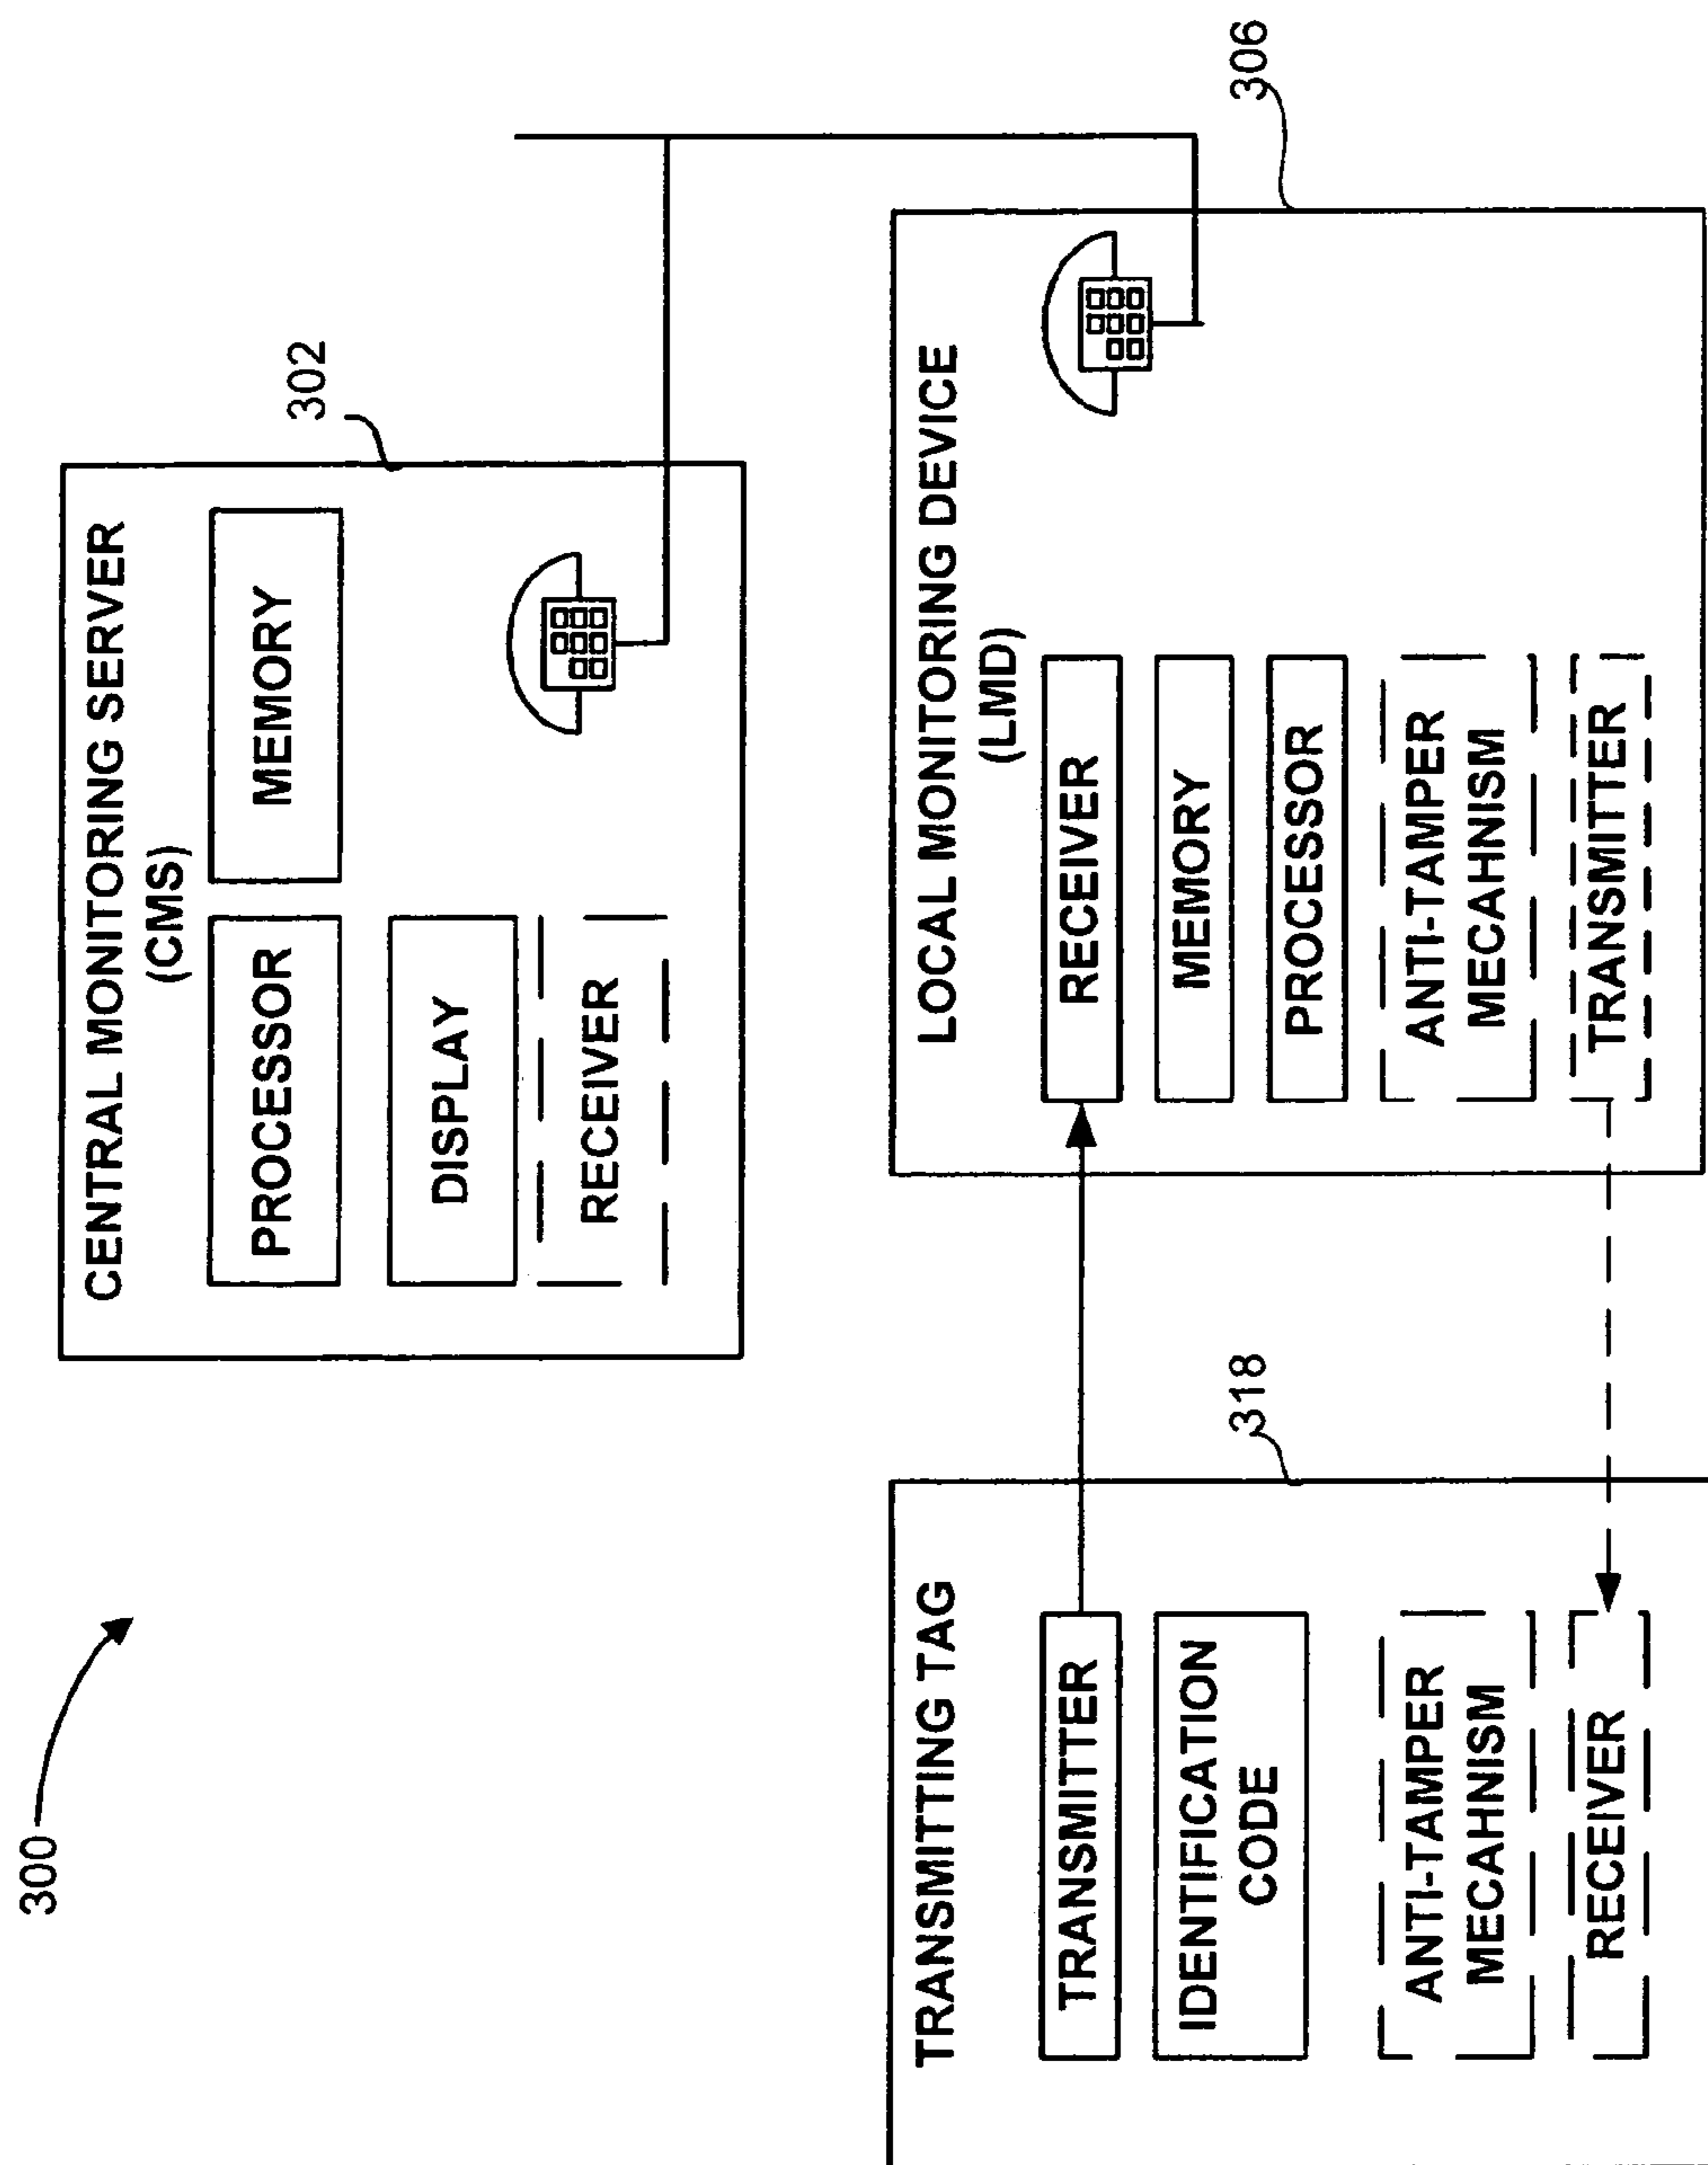 300
CENTRAL MONITORING SERVER
(CMS)
302
PROCESSOR
MEMORY
DISPLAY
RECEIVER
TRANSMITTING TAG
318
TRANSMITTER
IDENTIFICATION
CODE
ANTI-TAMPER
MECAHNISM
RECEIVER
LOCAL MONITORING DEVICE
(LMD)
306
RECEIVER
MEMORY
PROCESSOR
ANTI-TAMPER
MECAHNISM
TRANSMITTER